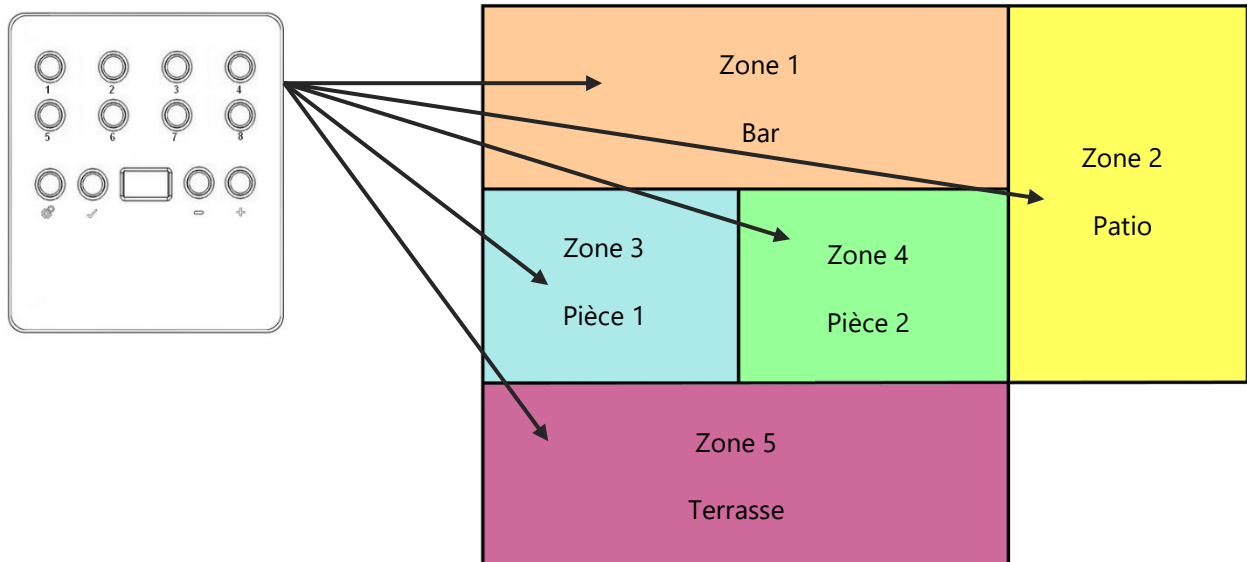 1 2 3 4
5 6 7 8
Zone 1
Bar
Zone 2
Patio
Zone 3
Pièce 1
Zone 4
Pièce 2
Zone 5
Terrasse